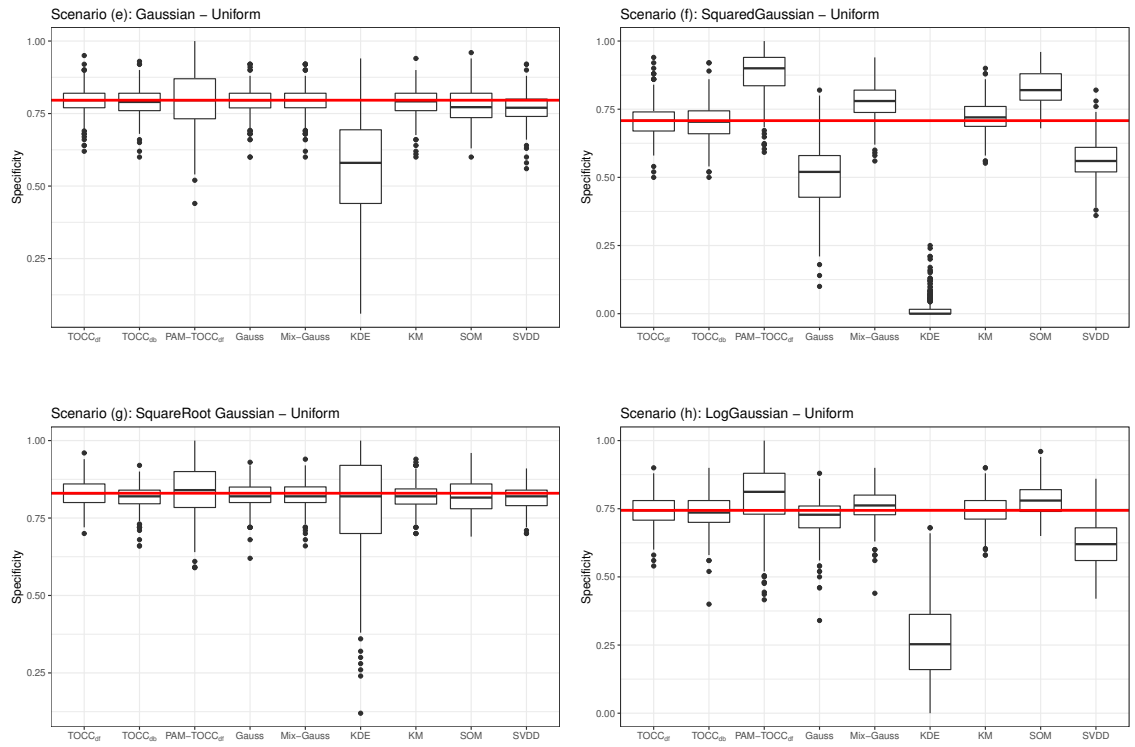 Scenario (e): Gaussian − Uniform
Specificity
1.00
0.75
0.50
0.25
TOCCdf TOCCdb PAM−TOCCdf Gauss Mix−Gauss KDE KM SOM SVDD
Scenario (f): SquaredGaussian − Uniform
Specificity
1.00
0.75
0.50
0.25
0.00
TOCCdf TOCCdb PAM−TOCCdf Gauss Mix−Gauss KDE KM SOM SVDD
Scenario (g): SquareRoot Gaussian − Uniform
Specificity
1.00
0.75
0.50
0.25
TOCCdf TOCCdb PAM−TOCCdf Gauss Mix−Gauss KDE KM SOM SVDD
Scenario (h): LogGaussian − Uniform
Specificity
1.00
0.75
0.50
0.25
0.00
TOCCdf TOCCdb PAM−TOCCdf Gauss Mix−Gauss KDE KM SOM SVDD